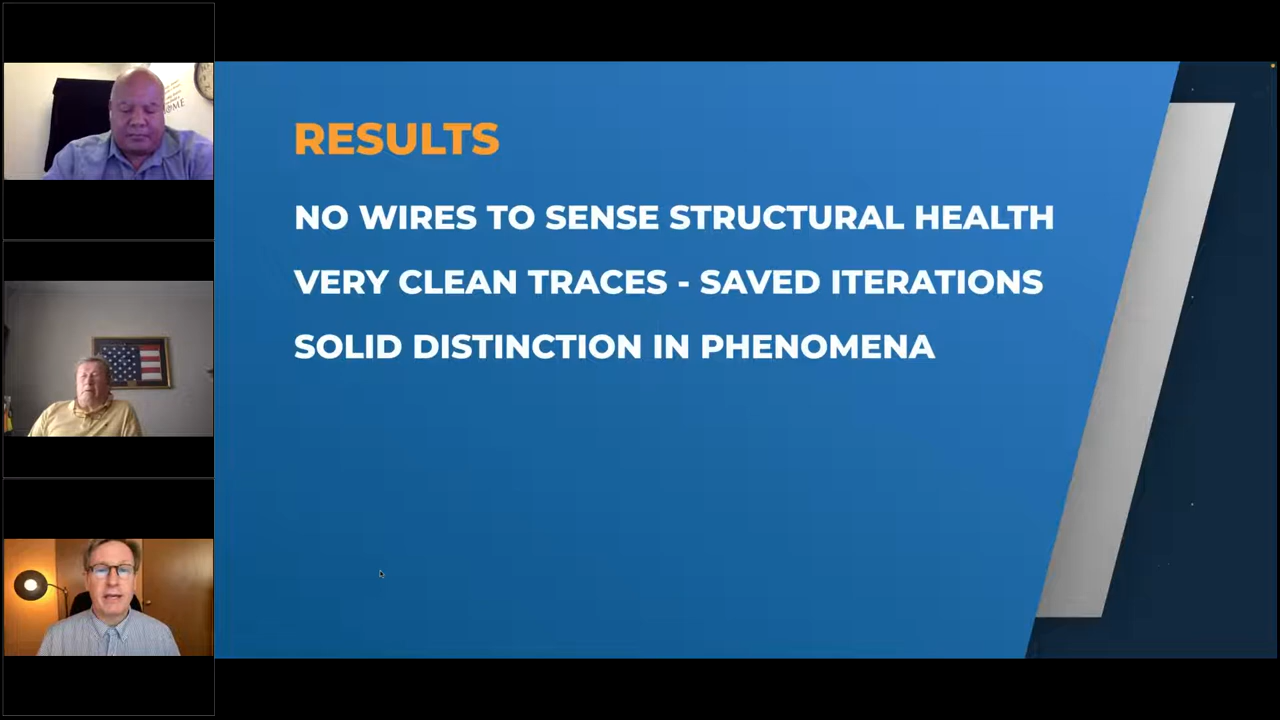 RESULTS
NO WIRES TO SENSE STRUCTURAL HEALTH
VERY CLEAN TRACES - SAVED ITERATIONS
SOLID DISTINCTION IN PHENOMENA